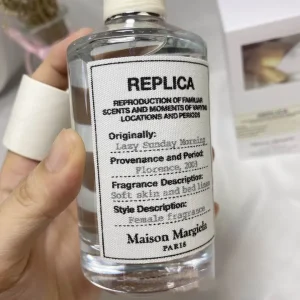 REPLICA
REPRODUCTION OF FAMILIAR
SCENTS AND MOMENTS OF VARYING
LOCATIONS AND PERIODS
Originally:
Lazy Sunday Morning
Provenance and Period:
Florence, 2003
Fragrance Description:
Soft skin and bed linen
Style Description:
Female fragrance
Maison Margiela
PARIS